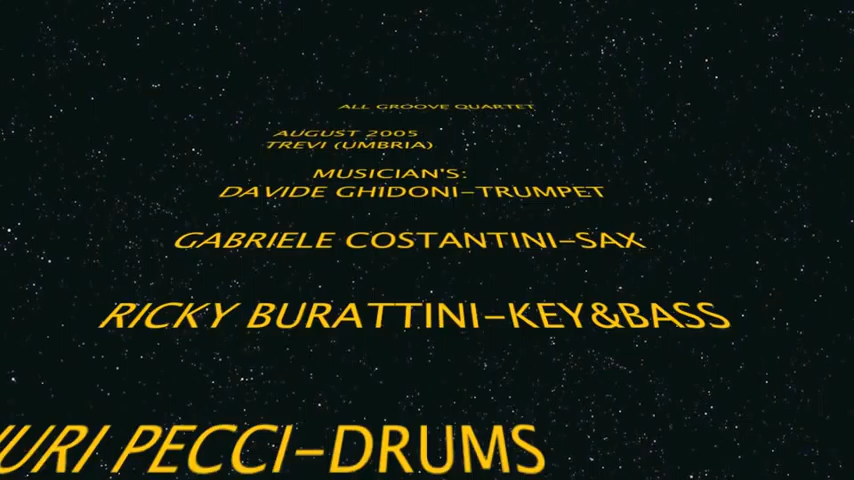 ALL GROOVE QUARTET
AUGUST 2005
TREVI (UMBRIA)
MUSICIAN'S:
DAVIDE GHIDONI-TRUMPET
GABRIELE COSTANTINI-SAX
RICKY BURATTINI-KEY&BASS
PECCI-DRUMS